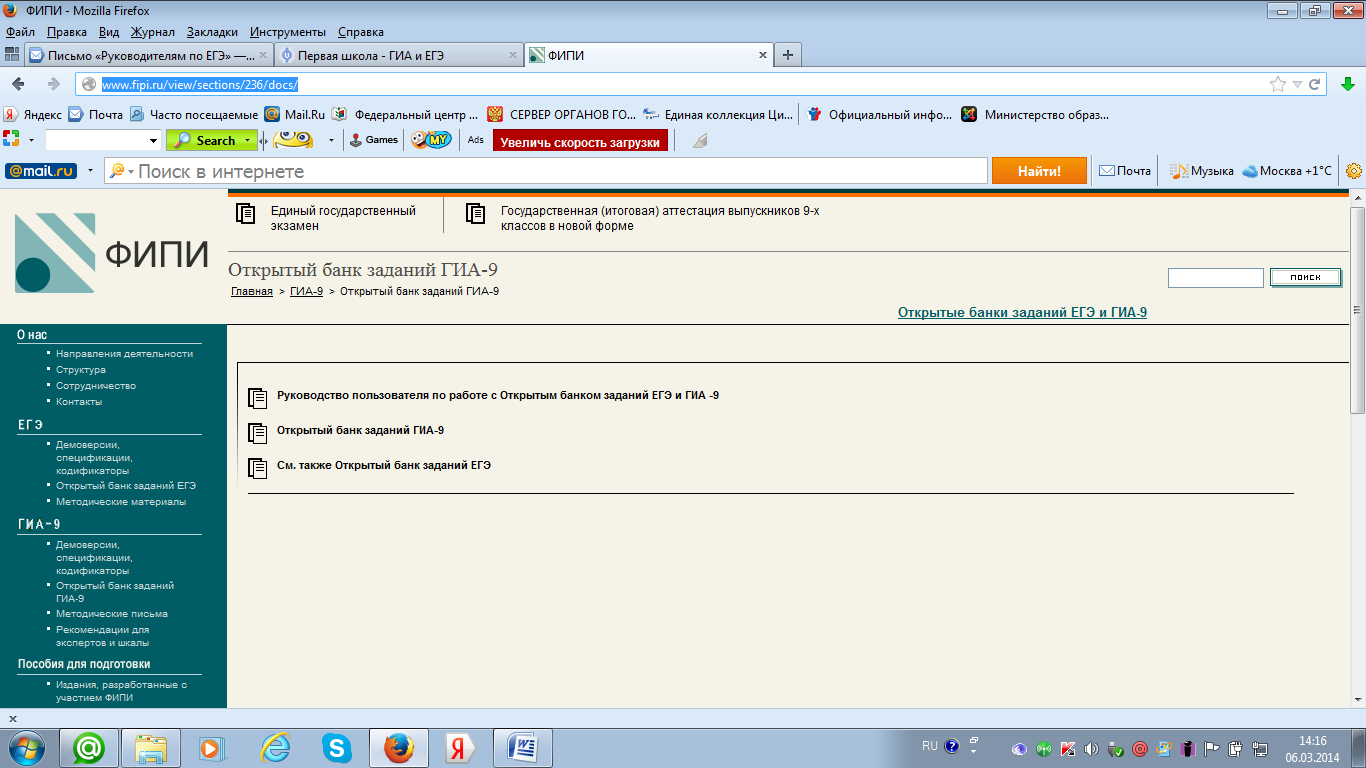 ФИПИ - Mozilla Firefox
Файл Правка Вид Журнал Закладки Инструменты Справка
Письмо «Руководителям по ЕГЭ» —...
Первая школа - ГИА и ЕГЭ
ФИПИ
www.fipi.ru/view/sections/236/docs/
Яндекс Почта Часто посещаемые Mail.Ru Федеральный центр ... СЕРВЕР ОРГАНОВ ГО... Единая коллекция Ци... Официальный инфо... Министерство образ...
Search Games MY Ads Увеличь скорость загрузки
@mail.ru Поиск в интернете Найти! Почта Музыка Москва +1°C
ФИПИ
Единый государственный
экзамен
Государственная (итоговая) аттестация выпускников 9-х
классов в новой форме
Открытый банк заданий ГИА-9
Главная > ГИА-9 > Открытый банк заданий ГИА-9
поиск
Открытые банки заданий ЕГЭ и ГИА-9
О нас
Направления деятельности
Структура
Сотрудничество
Контакты
ЕГЭ
Демоверсии,
спецификации,
кодификаторы
Открытый банк заданий ЕГЭ
Методические материалы
ГИА-9
Демоверсии,
спецификации,
кодификаторы
Открытый банк заданий
ГИА-9
Методические письма
Рекомендации для
экспертов и шкалы
Пособия для подготовки
Издания, разработанные с
участием ФИПИ
Руководство пользователя по работе с Открытым банком заданий ЕГЭ и ГИА -9
Открытый банк заданий ГИА-9
См. также Открытый банк заданий ЕГЭ
RU
14:16
06.03.2014